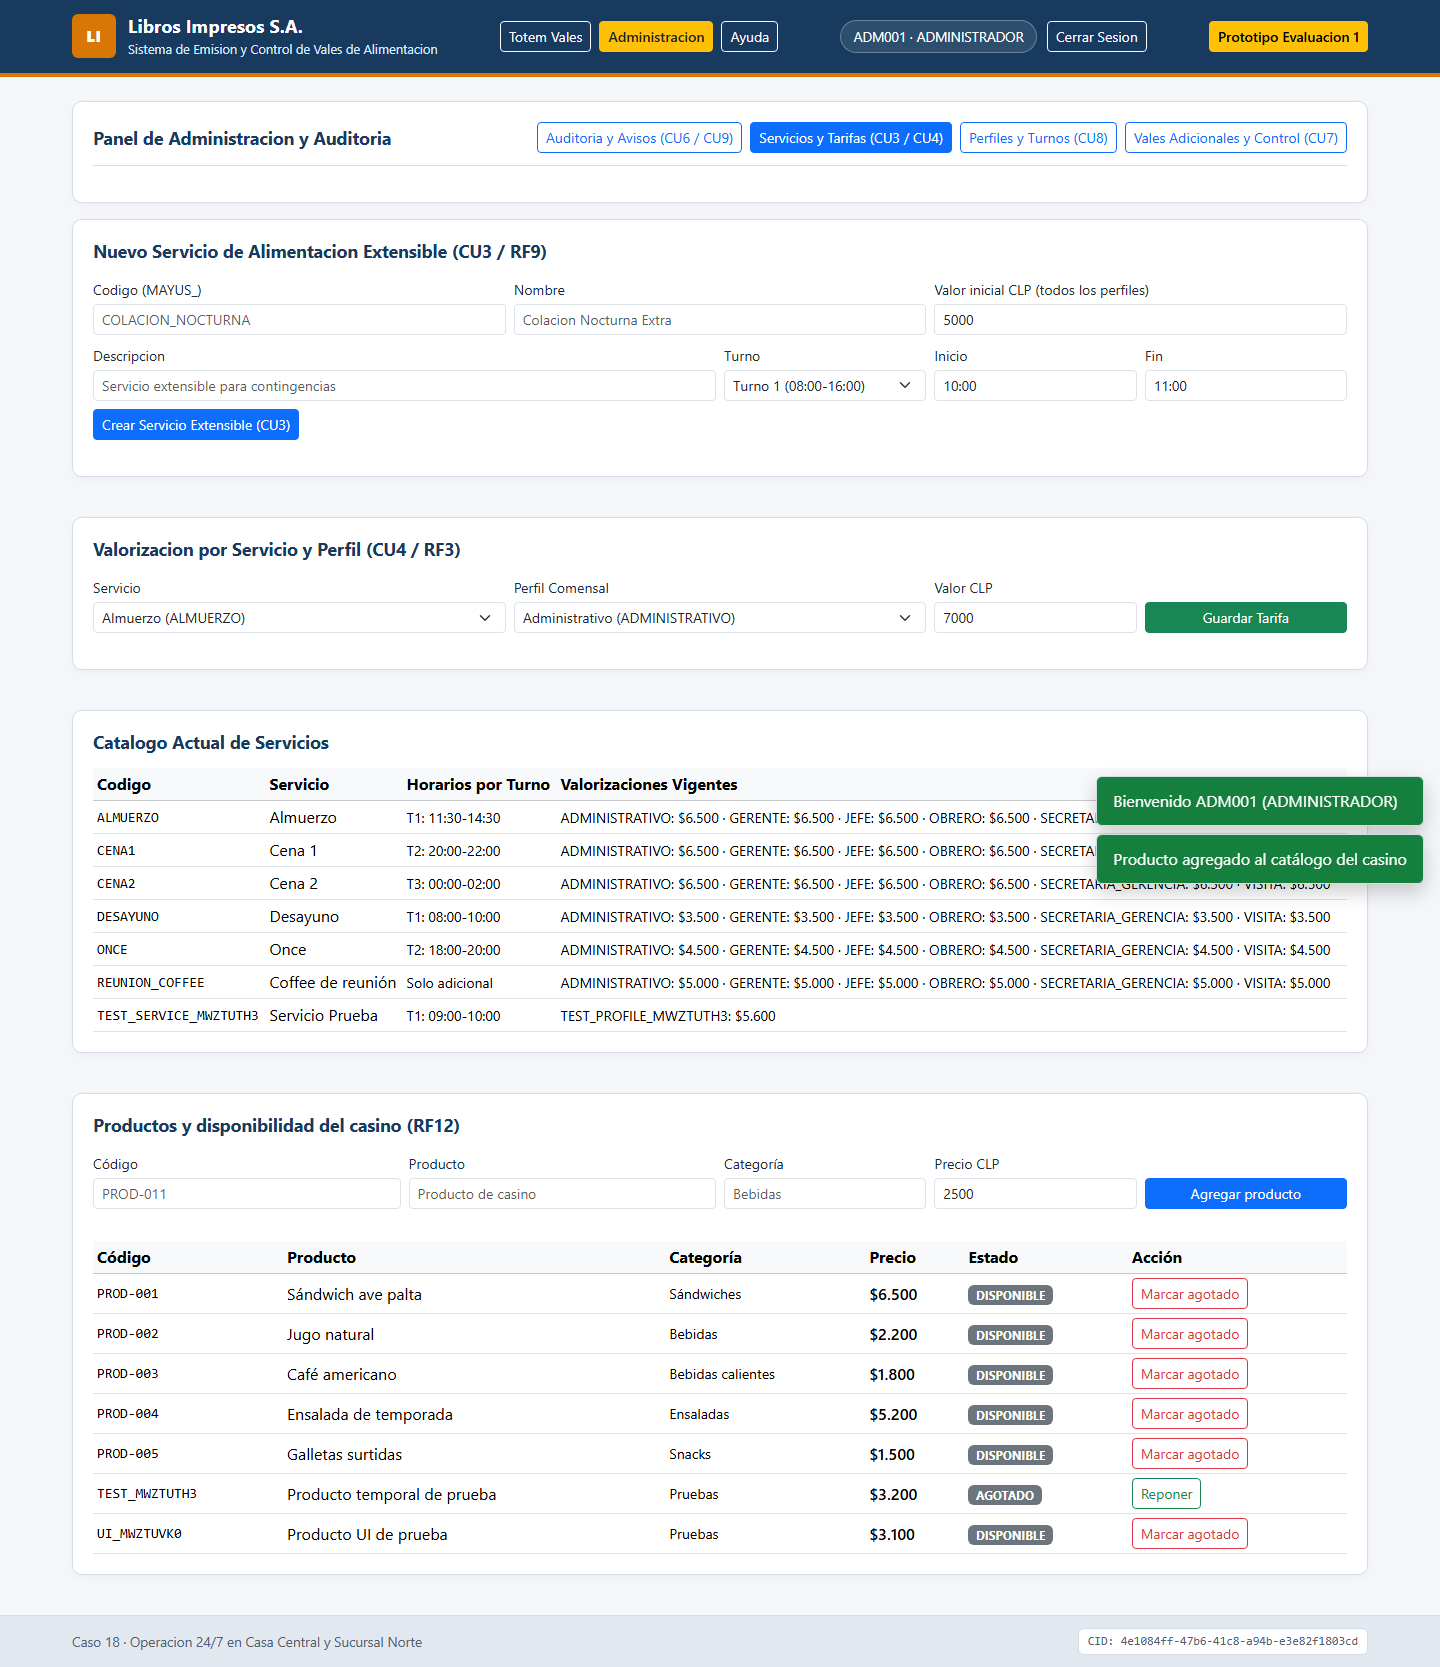 LI
Libros Impresos S.A.
Sistema de Emision y Control de Vales de Alimentacion
Totem Vales
Administracion
Ayuda
ADM001 · ADMINISTRADOR
Cerrar Sesion
Prototipo Evaluacion 1
Panel de Administracion y Auditoria
Auditoria y Avisos (CU6 / CU9)
Servicios y Tarifas (CU3 / CU4)
Perfiles y Turnos (CU8)
Vales Adicionales y Control (CU7)
Nuevo Servicio de Alimentacion Extensible (CU3 / RF9)
Codigo (MAYUS_) Nombre Valor inicial CLP (todos los perfiles)
COLACION_NOCTURNA Colacion Nocturna Extra 5000
Descripcion Turno Inicio Fin
Servicio extensible para contingencias Turno 1 (08:00-16:00) 10:00 11:00
Crear Servicio Extensible (CU3)
Valorizacion por Servicio y Perfil (CU4 / RF3)
Servicio Perfil Comensal Valor CLP
Almuerzo (ALMUERZO) Administrativo (ADMINISTRATIVO) 7000 Guardar Tarifa
Catalogo Actual de Servicios
Codigo Servicio Horarios por Turno Valorizaciones Vigentes
ALMUERZO Almuerzo T1: 11:30-14:30 ADMINISTRATIVO: $6.500 · GERENTE: $6.500 · JEFE: $6.500 · OBRERO: $6.500 ·
CENA1 Cena 1 T2: 20:00-22:00 ADMINISTRATIVO: $6.500 · GERENTE: $6.500 · JEFE: $6.500 · OBRERO: $6.500 ·
CENA2 Cena 2 T3: 00:00-02:00 ADMINISTRATIVO: $6.500 · GERENTE: $6.500 · JEFE: $6.500 · OBRERO: $6.500 · SECRETARIA_GERENCIA: $6.500 · VISITA: $6.500
DESAYUNO Desayuno T1: 08:00-10:00 ADMINISTRATIVO: $3.500 · GERENTE: $3.500 · JEFE: $3.500 · OBRERO: $3.500 · SECRETARIA_GERENCIA: $3.500 · VISITA: $3.500
ONCE Once T2: 18:00-20:00 ADMINISTRATIVO: $4.500 · GERENTE: $4.500 · JEFE: $4.500 · OBRERO: $4.500 · SECRETARIA_GERENCIA: $4.500 · VISITA: $4.500
REUNION_COFFEE Coffee de reunión Solo adicional ADMINISTRATIVO: $5.000 · GERENTE: $5.000 · JEFE: $5.000 · OBRERO: $5.000 · SECRETARIA_GERENCIA: $5.000 · VISITA: $5.000
TEST_SERVICE_MWZTUTH3 Servicio Prueba T1: 09:00-10:00 TEST_PROFILE_MWZTUTH3: $5.600
Bienvenido ADM001 (ADMINISTRADOR)
Producto agregado al catálogo del casino
Productos y disponibilidad del casino (RF12)
Código Producto Categoría Precio CLP
PROD-011 Producto de casino Bebidas 2500 Agregar producto
Código Producto Categoría Precio Estado Acción
PROD-001 Sándwich ave palta Sándwiches $6.500 DISPONIBLE Marcar agotado
PROD-002 Jugo natural Bebidas $2.200 DISPONIBLE Marcar agotado
PROD-003 Café americano Bebidas calientes $1.800 DISPONIBLE Marcar agotado
PROD-004 Ensalada de temporada Ensaladas $5.200 DISPONIBLE Marcar agotado
PROD-005 Galletas surtidas Snacks $1.500 DISPONIBLE Marcar agotado
TEST_MWZTUTH3 Producto temporal de prueba Pruebas $3.200 AGOTADO Reponer
UI_MWZTUVK0 Producto UI de prueba Pruebas $3.100 DISPONIBLE Marcar agotado
Caso 18 · Operacion 24/7 en Casa Central y Sucursal Norte
CID: 4e1084ff-47b6-41c8-a94b-e3e82f1803cd